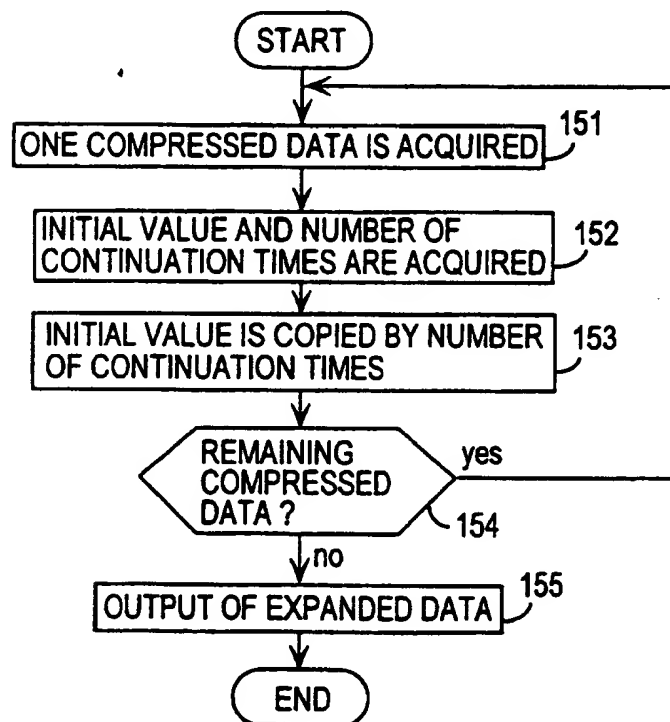 START
ONE COMPRESSED DATA IS ACQUIRED
151
INITIAL VALUE AND NUMBER OF
CONTINUATION TIMES ARE ACQUIRED
152
INITIAL VALUE IS COPIED BY NUMBER
OF CONTINUATION TIMES
153
REMAINING
COMPRESSED
DATA ?
yes
154
no
OUTPUT OF EXPANDED DATA
155
END